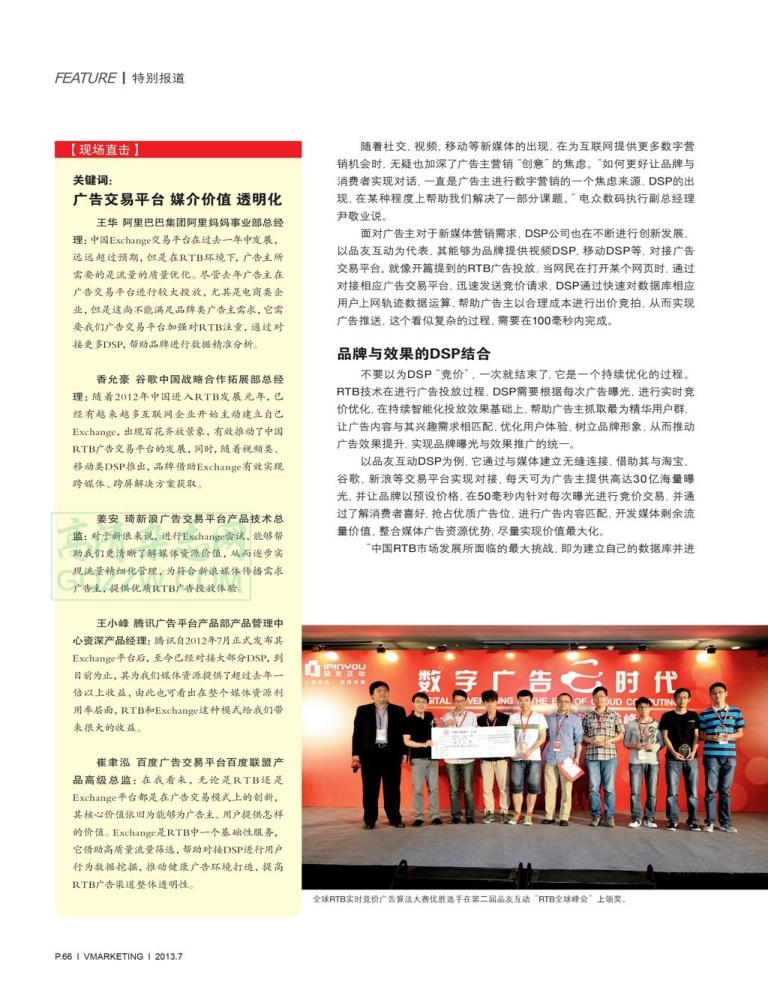 FEATURE | 特别报道
【现场直击】
关键词:
广告交易平台 媒介价值 透明化
王华 阿里巴巴集团阿里妈妈事业部总经
理：中国Exchange交易平台在过去一年中发展，
远远超过预期，但是在RTB环境下，广告主所
需要的是流量的质量优化。尽管去年广告主在
广告交易平台进行较大投放，尤其是电商类企
业，但是这尚不能满足品牌类广告主需求，它需
要我们广告交易平台加强对RTB注重，通过对
接更多DSP，帮助品牌进行数据精准分析。
香允豪 谷歌中国战略合作拓展部总经
理：随着2012年中国进入RTB发展元年，已
经有越来越多互联网企业开始主动建立自己
Exchange，出现百花齐放景象，有效推动了中国
RTB广告交易平台的发展，同时，随着视频类、
移动类DSP推出，品牌借助Exchange有效实现
跨媒体、跨屏解决方案获取。
姜安 琦新浪广告交易平台产品技术总
监：对于新浪来说，进行Exchange尝试，能够帮
助我们更清晰了解媒体资源价值，从而逐步实
现流量精细化管理，为符合新浪媒体传播需求
广告主，提供优质RTB广告投放体验。
王小峰 腾讯广告平台产品部产品管理中
心资深产品经理：腾讯自2012年7月正式发布其
Exchange平台后，至今已经对接大部分DSP，到
目前为止，其为我们媒体资源提供了超过去年一
倍以上收益，由此也可看出在整个媒体资源利
用率层面，RTB和Exchange这种模式给我们带
来很大的收益。
崔聿泓 百度广告交易平台百度联盟产
品高级总监：在我看来，无论是RTB还是
Exchange平台都是在广告交易模式上的创新，
其核心价值依旧为能够为广告主、用户提供怎样
的价值。Exchange是RTB中一个基础性服务，
它借助高质量流量筛选，帮助对接DSP进行用户
行为数据挖掘，推动健康广告环境打造，提高
RTB广告渠道整体透明性。
随着社交、视频、移动等新媒体的出现，在为互联网提供更多数字营
销机会时，无疑也加深了广告主营销“创意”的焦虑。“如何更好让品牌与
消费者实现对话，一直是广告主进行数字营销的一个焦虑来源，DSP的出
现，在某种程度上帮助我们解决了一部分课题。”电众数码执行副总经理
尹敬业说。
面对广告主对于新媒体营销需求，DSP公司也在不断进行创新发展，
以品友互动为代表，其能够为品牌提供视频DSP，移动DSP等，对接广告
交易平台，就像开篇提到的RTB广告投放，当网民在打开某个网页时，通过
对接相应广告交易平台，迅速发送竞价请求，DSP通过快速对数据库相应
用户上网轨迹数据运算，帮助广告主以合理成本进行出价竞拍，从而实现
广告推送，这个看似复杂的过程，需要在100毫秒内完成。
品牌与效果的DSP结合
不要以为DSP“竞价”，一次就结束了，它是一个持续优化的过程。
RTB技术在进行广告投放过程，DSP需要根据每次广告曝光，进行实时竞
价优化，在持续智能化投放效果基础上，帮助广告主抓取最为精华用户群，
让广告内容与其兴趣需求相匹配，优化用户体验，树立品牌形象，从而推动
广告效果提升，实现品牌曝光与效果推广的统一。
以品友互动DSP为例，它通过与媒体建立无缝连接，借助其与淘宝、
谷歌、新浪等交易平台实现对接，每天可为广告主提供高达30亿海量曝
光，并让品牌以预设价格，在50毫秒内针对每次曝光进行竞价交易，并通
过了解消费者喜好，抢占优质广告位，进行广告内容匹配，开发媒体剩余流
量价值，整合媒体广告资源优势，尽量实现价值最大化。
“中国RTB市场发展所面临的最大挑战，即为建立自己的数据库并进
IPINYOU
品友互动
数字广告 时代
全球RTB实时竞价广告算法大赛优胜选手在第二届品友互动“RTB全球峰会”上领奖。
P.66 | VMARKETING | 2013.7